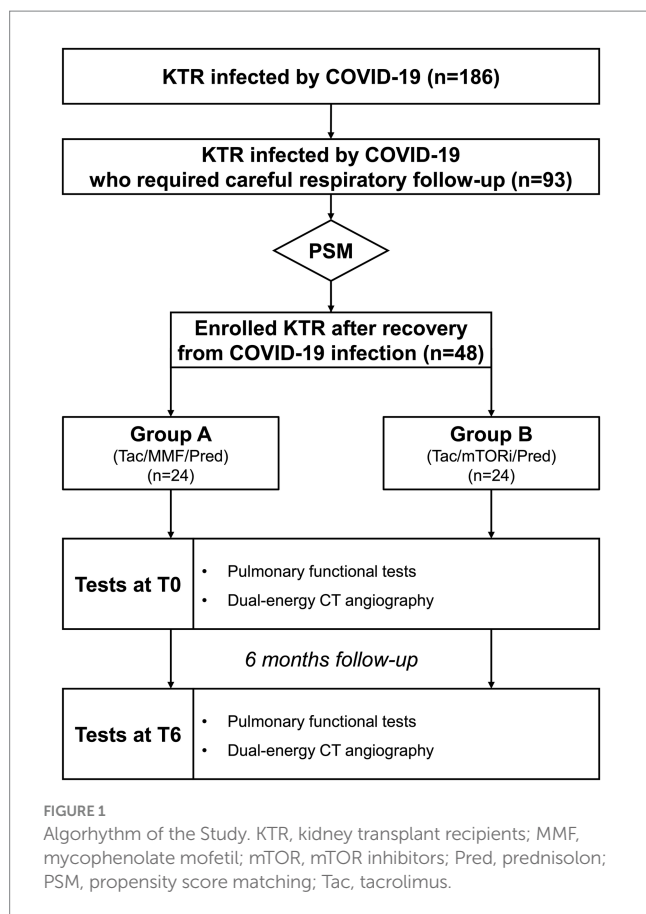 KTR infected by COVID-19 (n=186)
KTR infected by COVID-19
who required careful respiratory follow-up (n=93)
PSM
Enrolled KTR after recovery
from COVID-19 infection (n=48)
Group A
(Tac/MMF/Pred)
(n=24)
Group B
(Tac/mTORi/Pred)
(n=24)
Tests at T0
• Pulmonary functional tests
• Dual-energy CT angiography
6 months follow-up
Tests at T6
• Pulmonary functional tests
• Dual-energy CT angiography
FIGURE 1
Algorhythm of the Study. KTR, kidney transplant recipients; MMF,
mycophenolate mofetil; mTOR, mTOR inhibitors; Pred, prednisolon;
PSM, propensity score matching; Tac, tacrolimus.